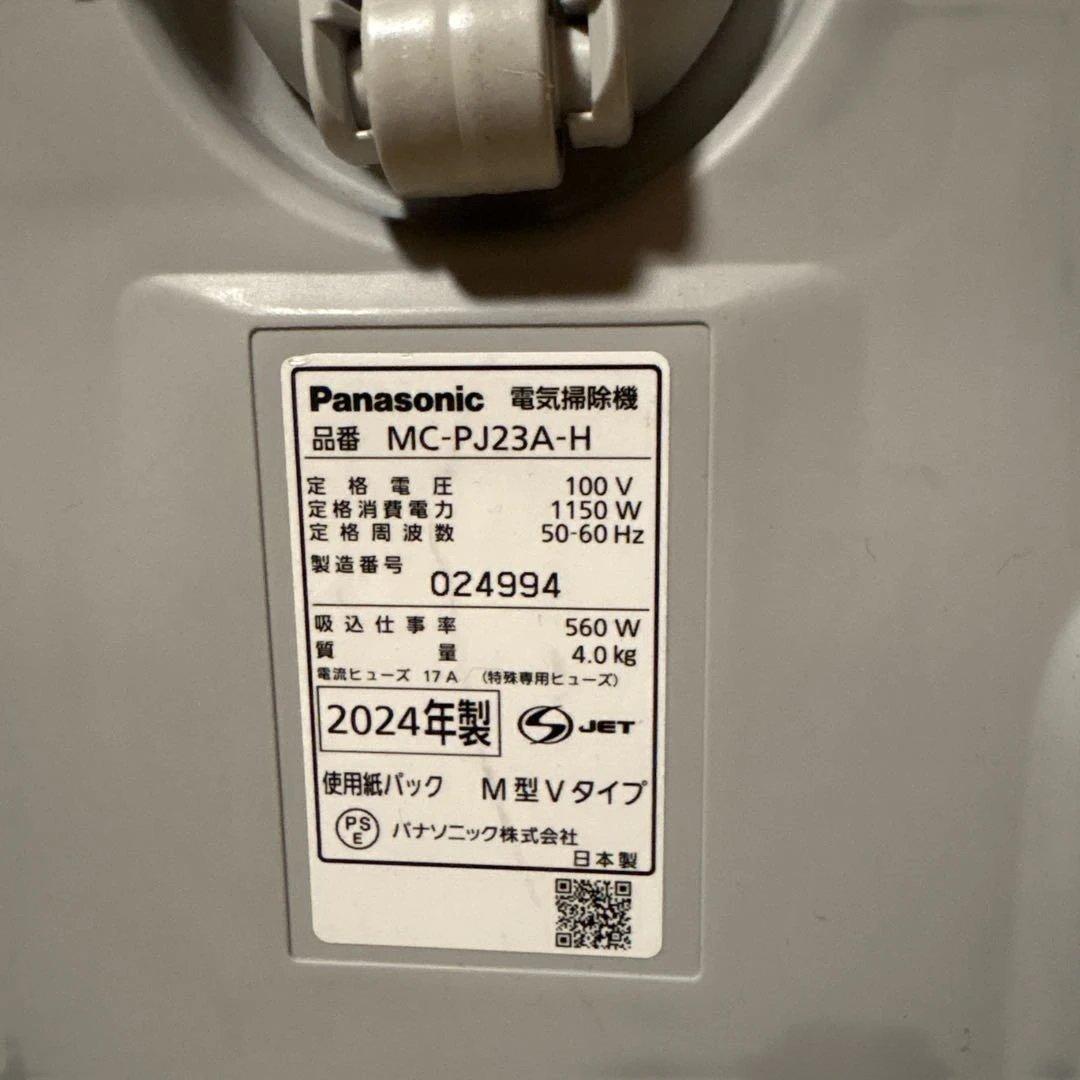 Panasonic 電気掃除機
品番 MC-PJ23A-H
定格電圧 100 V
定格消費電力 1150 W
定格周波数 50-60 Hz
製造番号 024994
吸込仕事率 560 W
質量 4.0 kg
電流ヒューズ 17 A (特殊専用ヒューズ)
2024年製 S JET
使用紙パック M型Vタイプ
PSE パナソニック株式会社
日本製